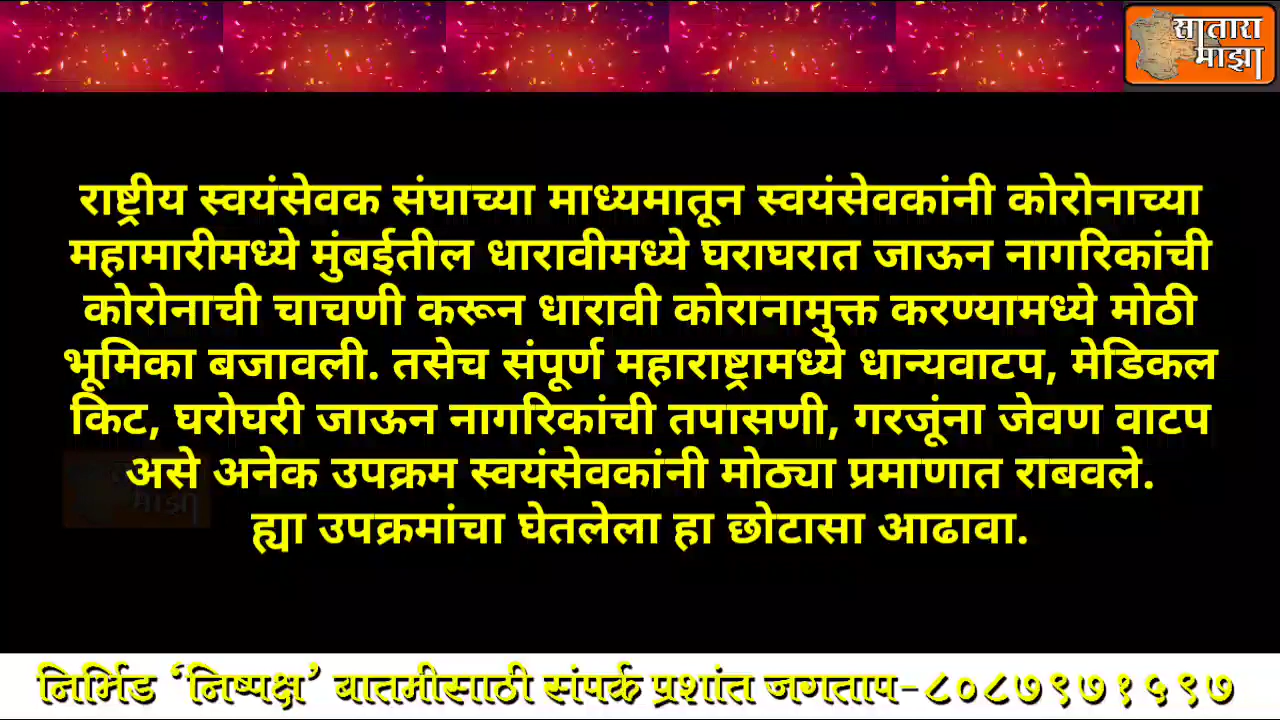 सातारा
माझा
राष्ट्रीय स्वयंसेवक संघाच्या माध्यमातून स्वयंसेवकांनी कोरोनाच्या
महामारीमध्ये मुंबईतील धारावीमध्ये घराघरात जाऊन नागरिकांची
कोरोनाची चाचणी करून धारावी कोरानामुक्त करण्यामध्ये मोठी
भूमिका बजावली. तसेच संपूर्ण महाराष्ट्रामध्ये धान्यवाटप, मेडिकल
किट, घरोघरी जाऊन नागरिकांची तपासणी, गरजूंना जेवण वाटप
असे अनेक उपक्रम स्वयंसेवकांनी मोठ्या प्रमाणात राबवले.
ह्या उपक्रमांचा घेतलेला हा छोटासा आढावा.
माझा
निर्भिड ‘निष्पक्ष’ बातमीसाठी संपर्क प्रशांत जगताप-८०८७९७१५९७